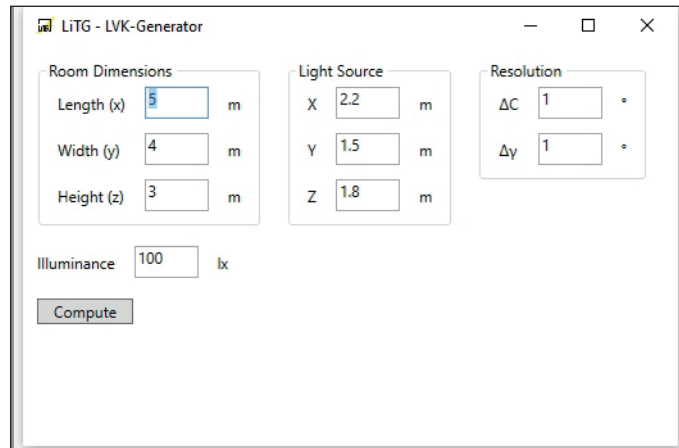 LiTG - LVK-Generator
Room Dimensions
Length (x) 5 m
Width (y) 4 m
Height (z) 3 m
Light Source
X 2.2 m
Y 1.5 m
Z 1.8 m
Resolution
ΔC 1 °
Δγ 1 °
Illuminance 100 lx
Compute